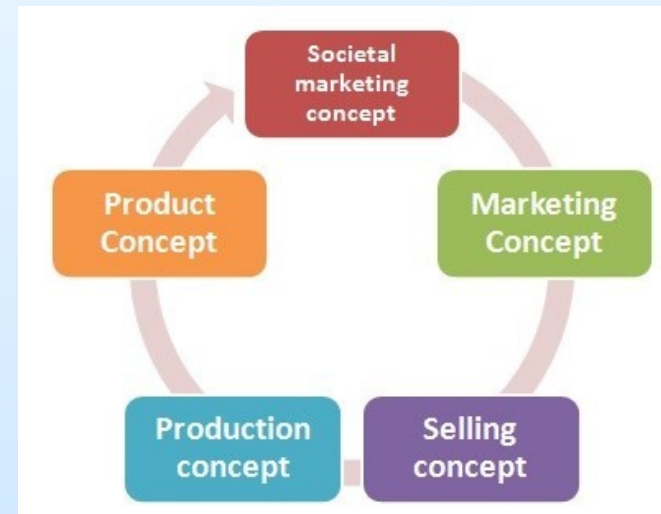 Societal
marketing
concept
Product
Concept
Marketing
Concept
Production
concept
Selling
concept